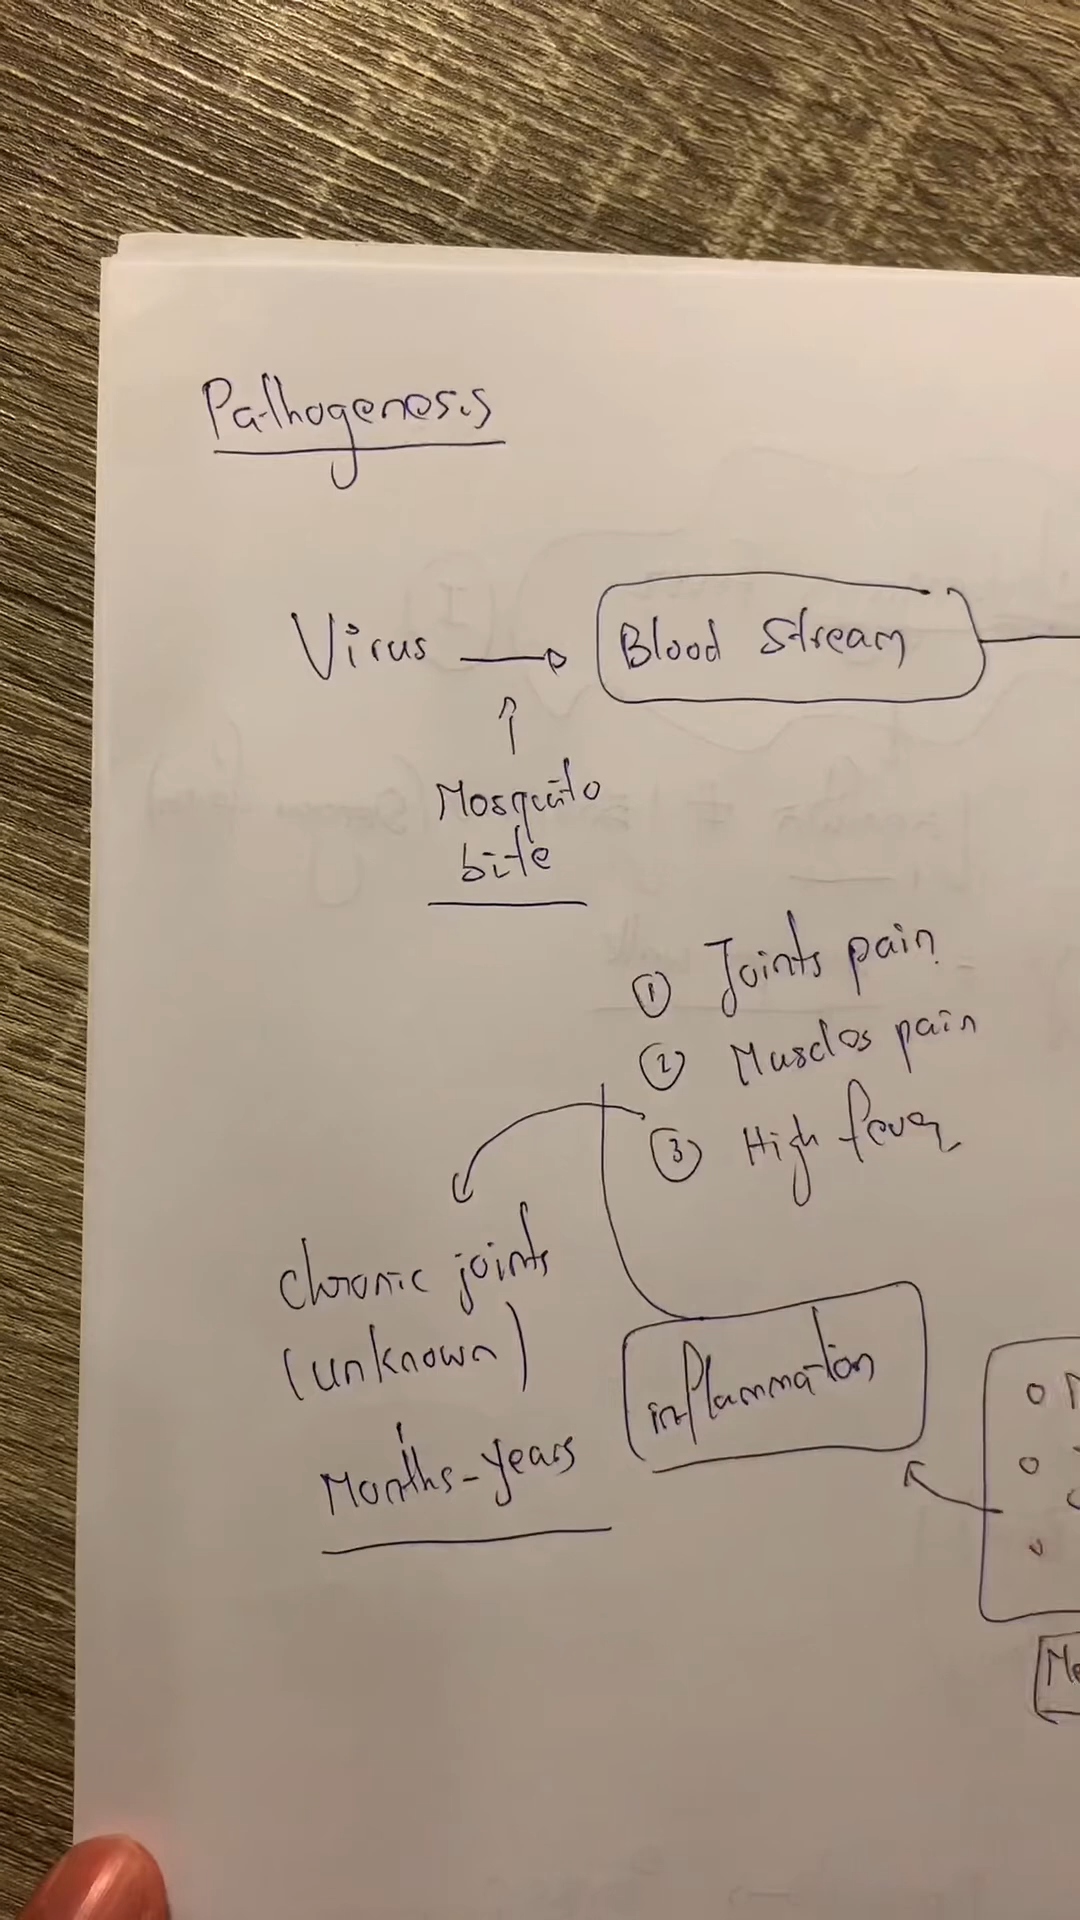 Pathogenesis
Virus → Blood stream
↑
Mosquito
bite
① Joints pain
② Muscles pain
③ High fever
chronic joints
(unknown)
Months-years
inflammation
Me